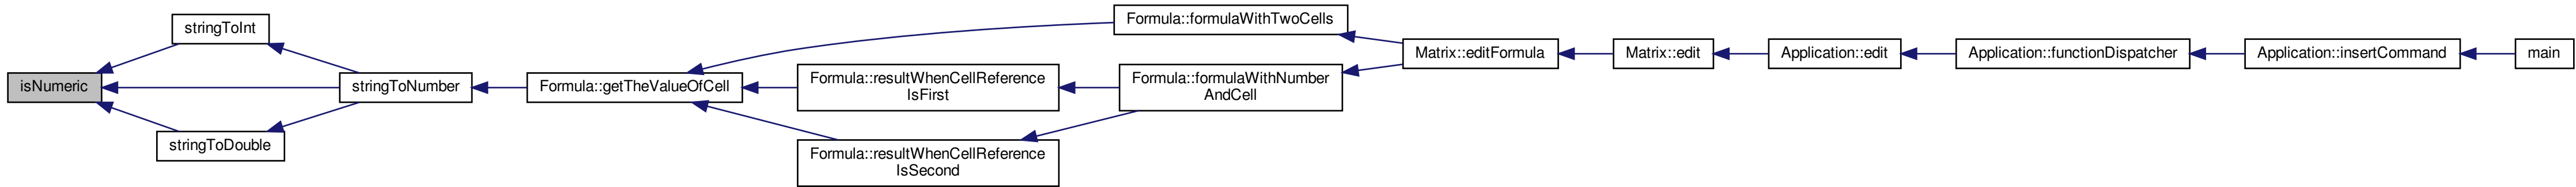 isNumeric
stringToInt
stringToDouble
stringToNumber
Formula::getTheValueOfCell
Formula::formulaWithTwoCells
Formula::resultWhenCellReference
IsFirst
Formula::resultWhenCellReference
IsSecond
Formula::formulaWithNumber
AndCell
Matrix::editFormula
Matrix::edit
Application::edit
Application::functionDispatcher
Application::insertCommand
main